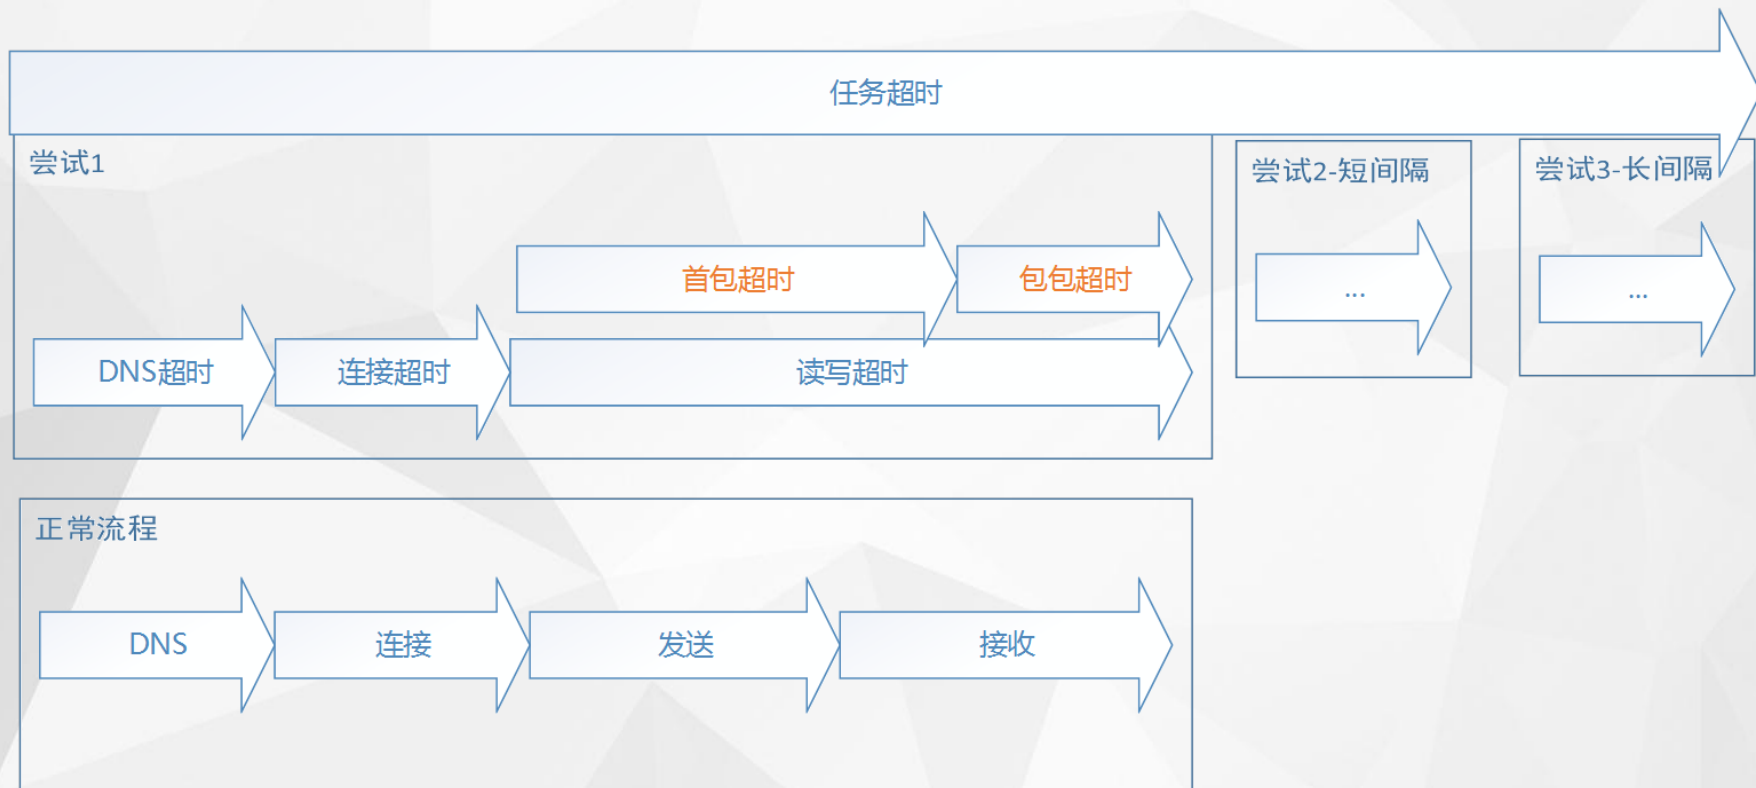 任务超时
尝试1
尝试2-短间隔
尝试3-长间隔
首包超时
包包超时
...
...
DNS超时
连接超时
读写超时
正常流程
DNS
连接
发送
接收